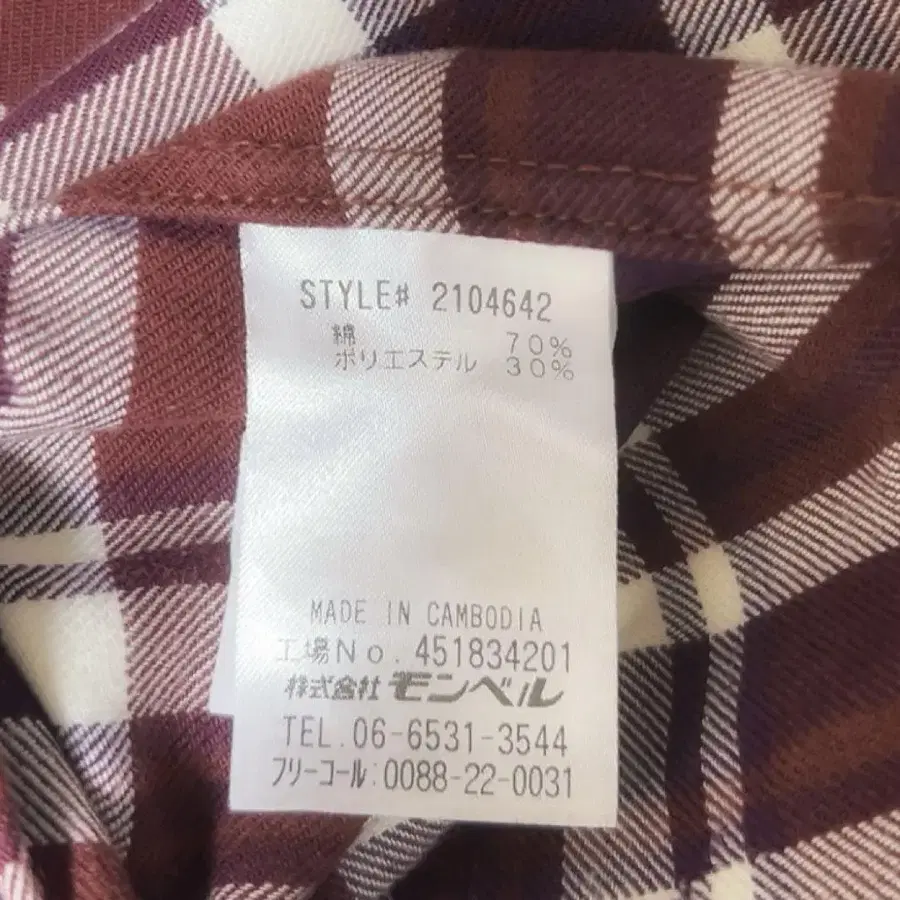 STYLE# 2104642
綿 70%
ポリエステル 30%
MADE IN CAMBODIA
工場No. 451834201
株式会社 モンベル
TEL.06-6531-3544
フリーコール:0088-22-0031